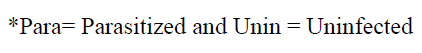 *Para= Parasitized and Unin = Uninfected